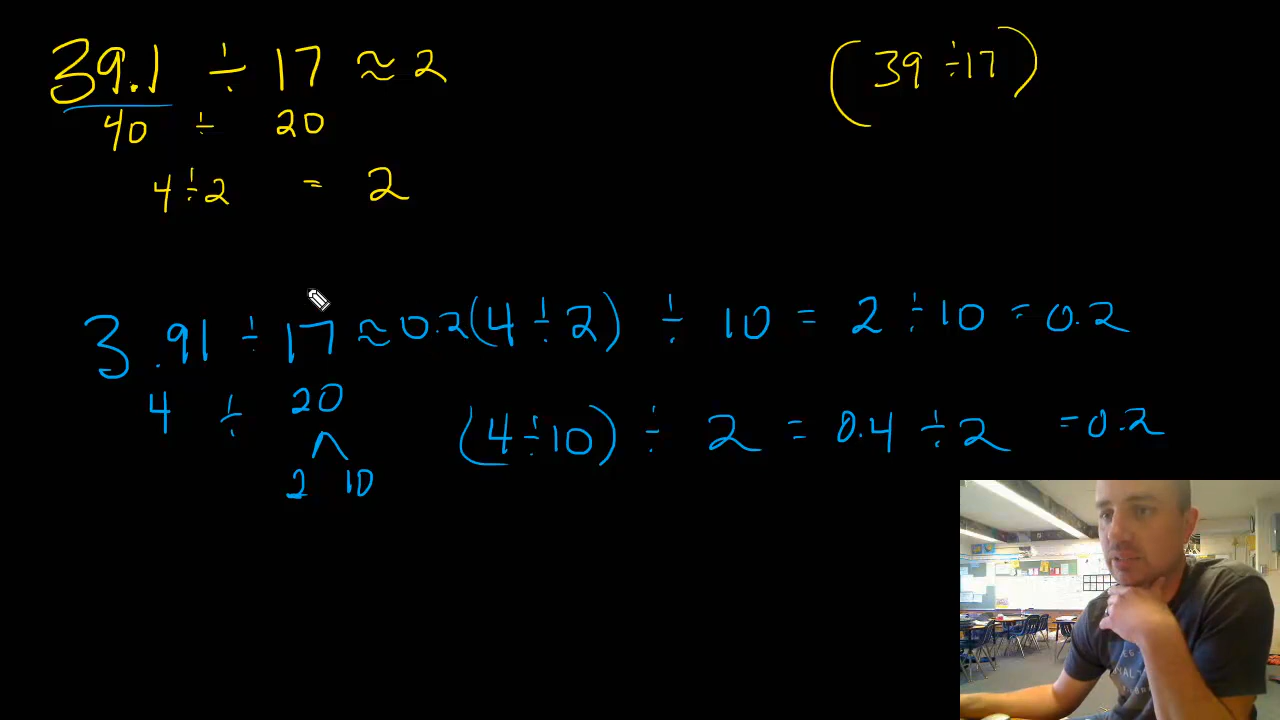 39.1 ÷ 17 ≈ 2 (39 ÷ 17)
40 ÷ 20
4 ÷ 2 = 2
3.91 ÷ 17 ≈ 0.2 (4 ÷ 2) ÷ 10 = 2 ÷ 10 = 0.2
4 ÷ 20 (4 ÷ 10) ÷ 2 = 0.4 ÷ 2 = 0.2
2 10